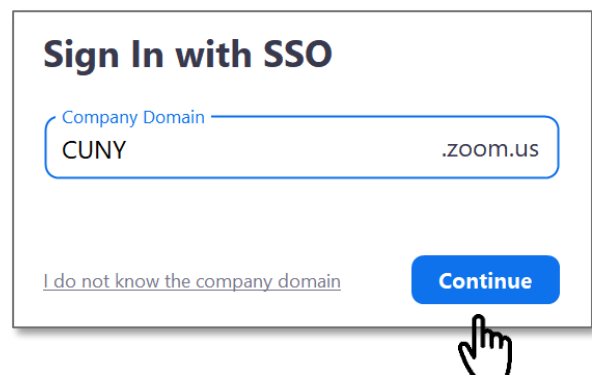 Sign In with SSO
Company Domain
CUNY .zoom.us
I do not know the company domain Continue